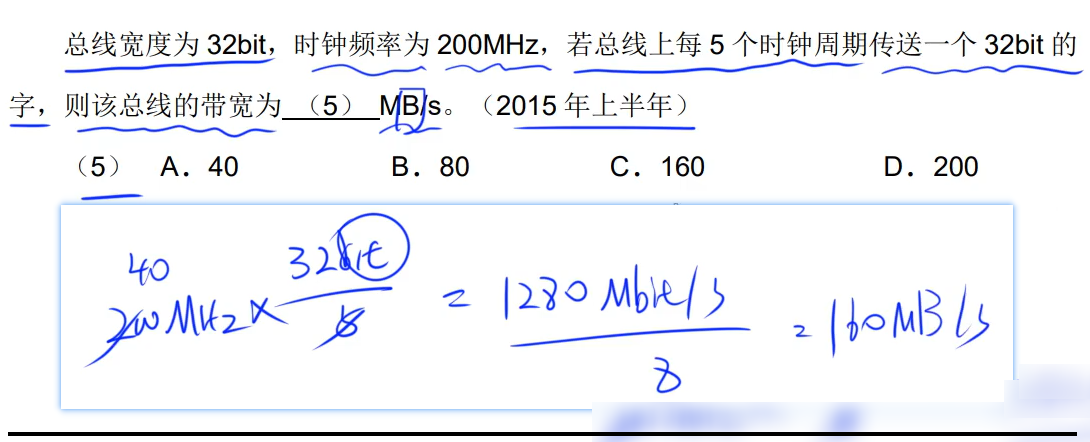 总线宽度为 32bit，时钟频率为 200MHz，若总线上每 5 个时钟周期传送一个 32bit 的
字，则该总线的带宽为 （5） MB/s。（2015 年上半年）
（5） A．40 B．80 C．160 D．200
40
200MHz × 32bit / 5 = 1280 Mbit/s / 8 = 160MB/s